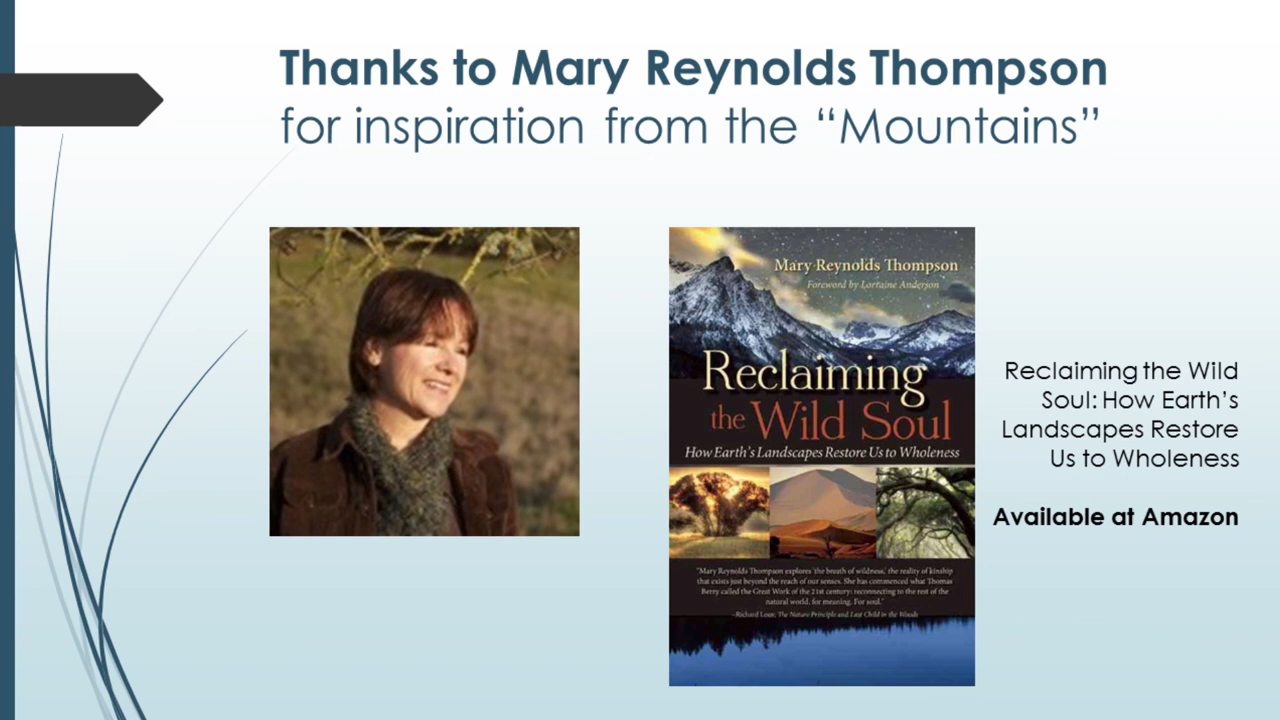 Thanks to Mary Reynolds Thompson
for inspiration from the “Mountains”
Mary Reynolds Thompson
Foreword by Lorraine Anderson
Reclaiming
the Wild Soul
How Earth's Landscapes Restore Us to Wholeness
"Mary Reynolds Thompson explores 'the breath of wildness,' the reality of kinship
that exists just beyond the reach of our senses. She has commenced what Thomas
Berry called the Great Work of the 21st century: reconnecting to the rest of the
natural world, for meaning. For soul."
–Richard Louv, The Nature Principle and Last Child in the Woods
Reclaiming the Wild
Soul: How Earth’s
Landscapes Restore
Us to Wholeness
Available at Amazon